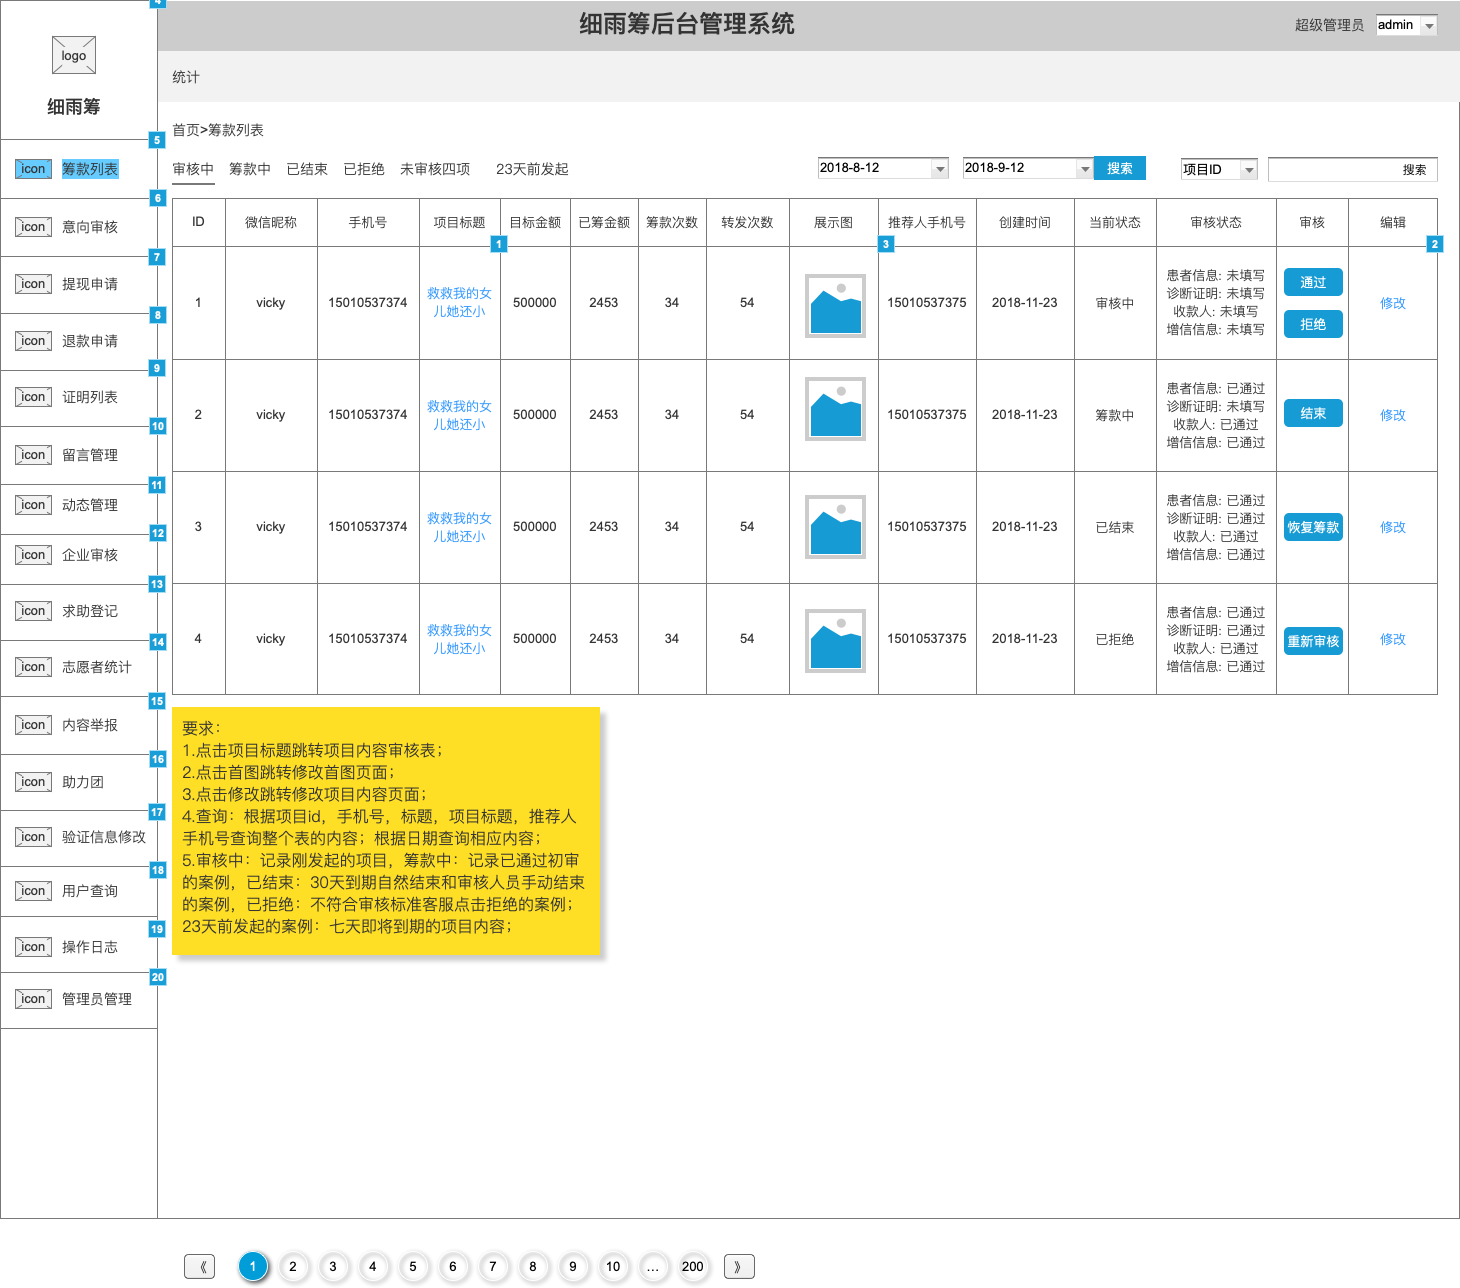 4
细雨筹后台管理系统
超级管理员 admin
logo
细雨筹
统计
首页>筹款列表
5
icon 筹款列表
6
icon 意向审核
7
icon 提现申请
8
icon 退款申请
9
icon 证明列表
10
icon 留言管理
11
icon 动态管理
12
icon 企业审核
13
icon 求助登记
14
icon 志愿者统计
15
icon 内容举报
16
icon 助力团
17
icon 验证信息修改
18
icon 用户查询
19
icon 操作日志
20
icon 管理员管理
审核中 筹款中 已结束 已拒绝 未审核四项 23天前发起 2018-8-12 2018-9-12 搜索 项目ID 搜索
ID 微信昵称 手机号 项目标题 目标金额 已筹金额 筹款次数 转发次数 展示图 推荐人手机号 创建时间 当前状态 审核状态 审核 编辑
1 3 2
1 vicky 15010537374 救救我的女 500000 2453 34 54 15010537375 2018-11-23 审核中 修改
儿她还小
患者信息: 未填写
诊断证明: 未填写
收款人: 未填写
增信信息: 未填写
通过
拒绝
2 vicky 15010537374 救救我的女 500000 2453 34 54 15010537375 2018-11-23 筹款中 结束 修改
儿她还小
患者信息: 已通过
诊断证明: 未填写
收款人: 已通过
增信信息: 已通过
3 vicky 15010537374 救救我的女 500000 2453 34 54 15010537375 2018-11-23 已结束 恢复筹款 修改
儿她还小
患者信息: 已通过
诊断证明: 已通过
收款人: 已通过
增信信息: 已通过
4 vicky 15010537374 救救我的女 500000 2453 34 54 15010537375 2018-11-23 已拒绝 重新审核 修改
儿她还小
患者信息: 已通过
诊断证明: 已通过
收款人: 已通过
增信信息: 已通过
要求：
1.点击项目标题跳转项目内容审核表；
2.点击首图跳转修改首图页面；
3.点击修改跳转修改项目内容页面；
4.查询：根据项目id，手机号，标题，项目标题，推荐人
手机号查询整个表的内容；根据日期查询相应内容；
5.审核中：记录刚发起的项目，筹款中：记录已通过初审
的案例，已结束：30天到期自然结束和审核人员手动结束
的案例，已拒绝：不符合审核标准客服点击拒绝的案例；
23天前发起的案例：七天即将到期的项目内容；
《 1 2 3 4 5 6 7 8 9 10 ... 200 》